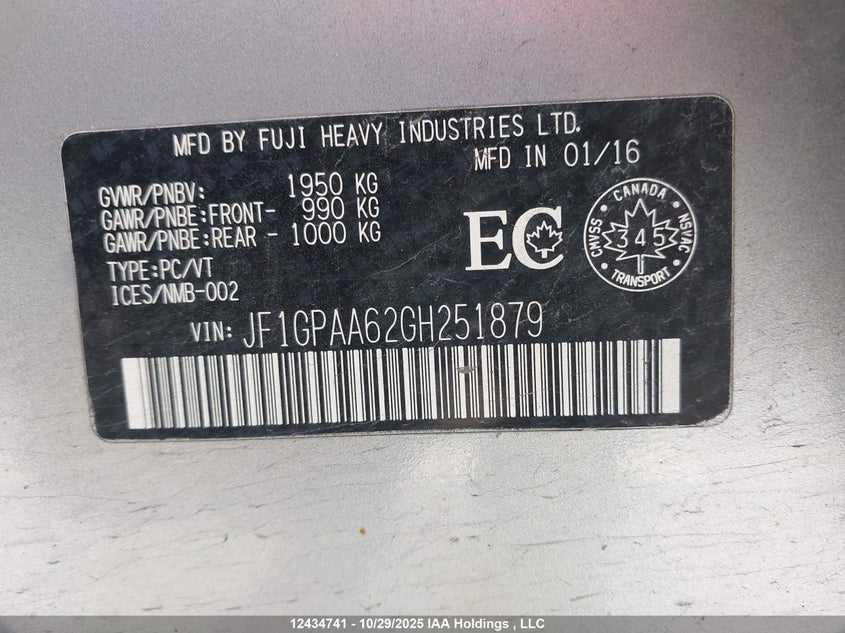 MFD BY FUJI HEAVY INDUSTRIES LTD.
MFD IN 01/16
GVWR/PNBV: 1950 KG
GAWR/PNBE:FRONT- 990 KG
GAWR/PNBE:REAR - 1000 KG
TYPE:PC/VT
ICES/NMB-002
EC
CANADA
CMVSS 345 NSVAC
TRANSPORT
VIN: JF1GPAA62GH251879
12434741 - 10/29/2025 IAA Holdings , LLC